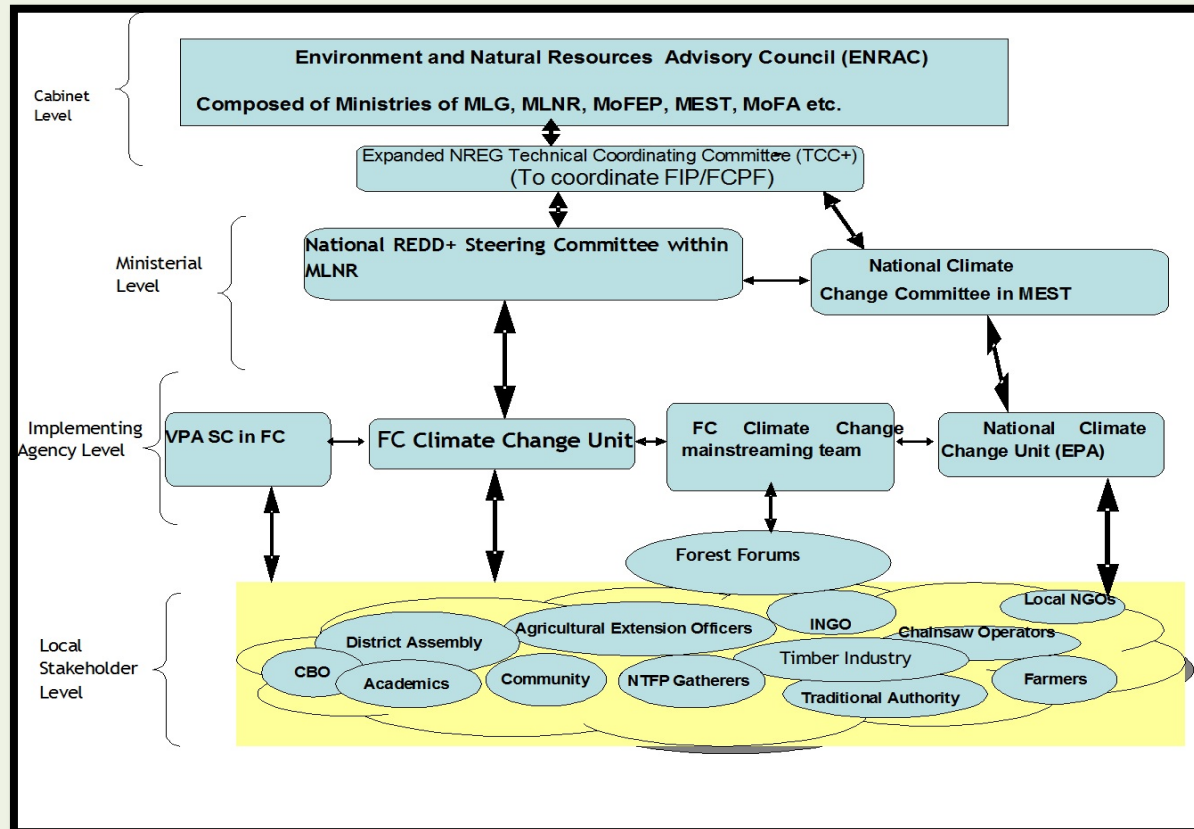 Environment and Natural Resources Advisory Council (ENRAC)
Composed of Ministries of MLG, MLNR, MoFEP, MEST, MoFA etc.
Cabinet
Level
Expanded NREG Technical Coordinating Committee (TCC+)
(To coordinate FIP/FCPF)
National REDD+ Steering Committee within
MLNR
Ministerial
Level
National Climate
Change Committee in MEST
Implementing
Agency Level
VPA SC in FC
FC Climate Change Unit
FC Climate Change
mainstreaming team
National Climate
Change Unit (EPA)
Forest Forums
Local
Stakeholder
Level
District Assembly
Agricultural Extension Officers
INGO
Local NGOs
Chainsaw Operators
CBO
Academics
Community
NTFP Gatherers
Timber Industry
Traditional Authority
Farmers